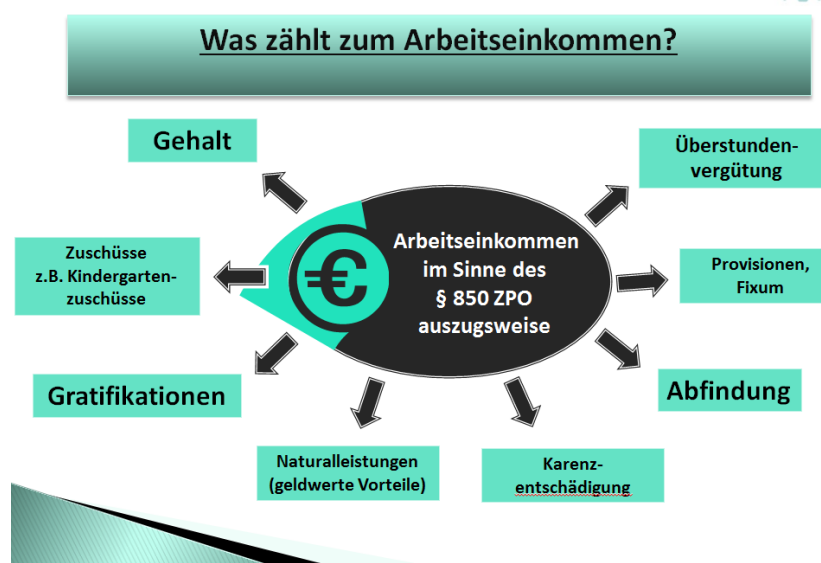 Was zählt zum Arbeitseinkommen?
Gehalt
Überstunden-
vergütung
Arbeitseinkommen
im Sinne des
§ 850 ZPO
auszugsweise
Zuschüsse
z.B. Kindergarten-
zuschüsse
Provisionen,
Fixum
Gratifikationen
Abfindung
Naturalleistungen
(geldwerte Vorteile)
Karenz-
entschädigung